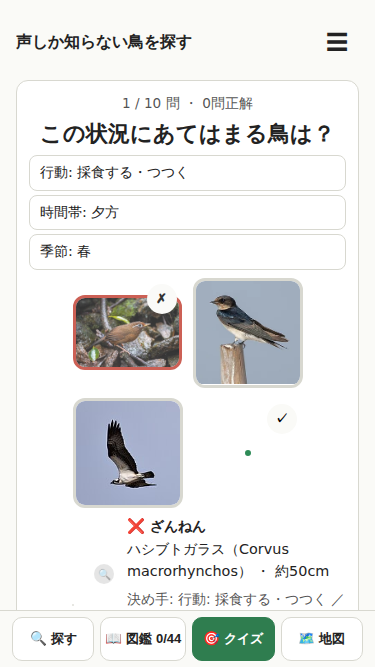 声しか知らない鳥を探す
1 / 10 問 ・ 0問正解
この状況にあてはまる鳥は？
行動: 採食する・つつく
時間帯: 夕方
季節: 春
✗
✓
❌ ざんねん
ハシブトガラス（Corvus
macrorhynchos） ・ 約50cm
決め手: 行動: 採食する・つつく ／
🔍 探す
📖 図鑑 0/44
🎯 クイズ
🗺️ 地図